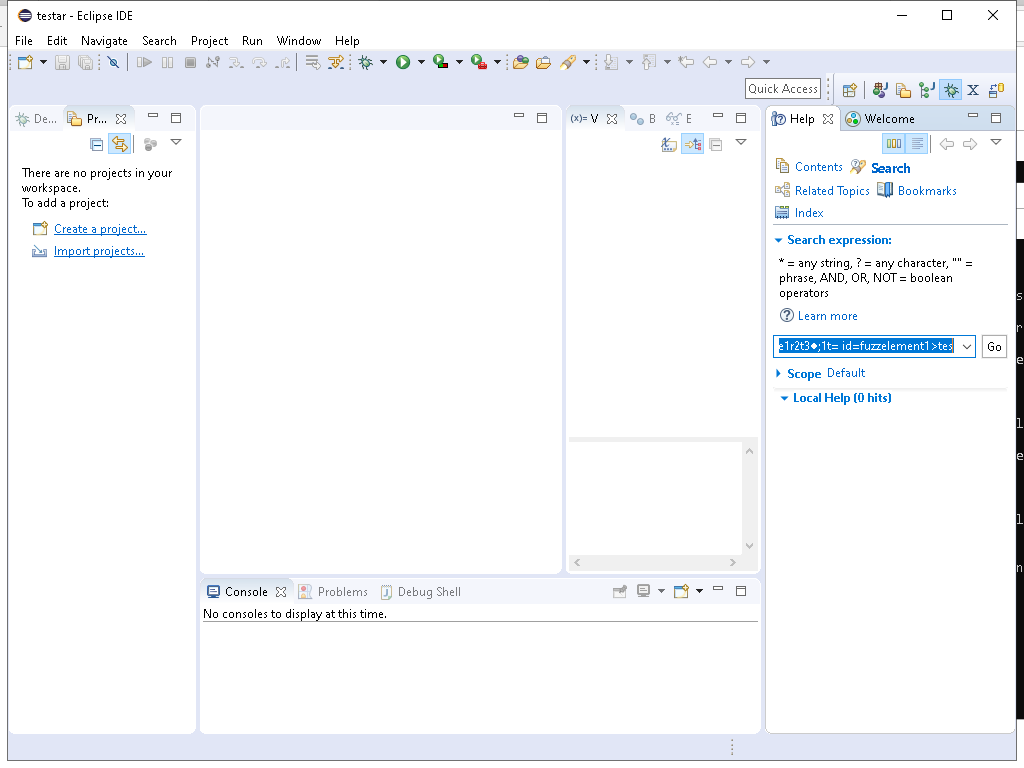 testar - Eclipse IDE
File Edit Navigate Search Project Run Window Help
Quick Access
De... Pr...
(x)= V B E
Help Welcome
There are no projects in your
workspace.
To add a project:
Create a project...
Import projects...
Contents Search
Related Topics Bookmarks
Index
Search expression:
* = any string, ? = any character, "" =
phrase, AND, OR, NOT = boolean
operators
Learn more
e1r2t3◆;1t= id=fuzzelement1>tes
Go
Scope Default
Local Help (0 hits)
Console Problems Debug Shell
No consoles to display at this time.
s
r
e
l
e
l
n